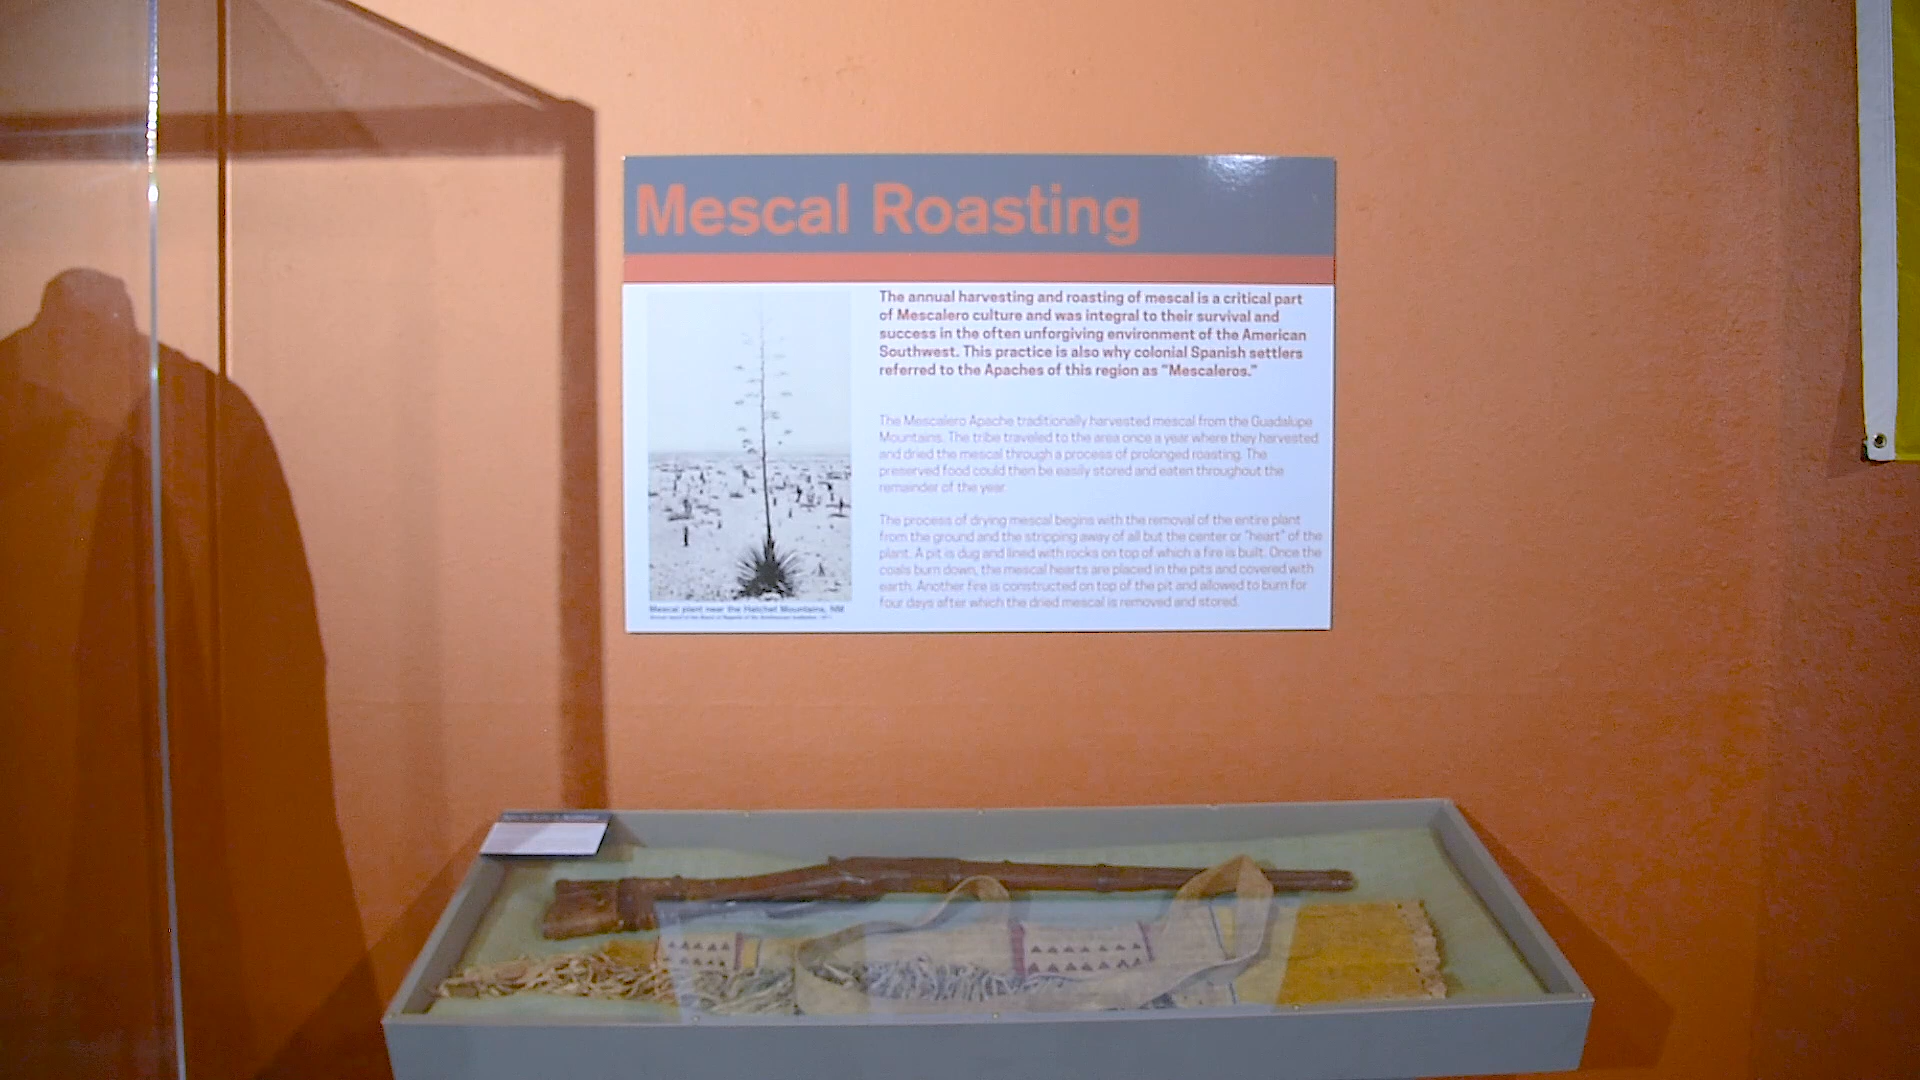 Mescal Roasting
The annual harvesting and roasting of mescal is a critical part
of Mescalero culture and was integral to their survival and
success in the often unforgiving environment of the American
Southwest. This practice is also why colonial Spanish settlers
referred to the Apaches of this region as "Mescaleros."
The Mescalero Apache traditionally harvested mescal from the Guadalupe
Mountains. The tribe traveled to the area once a year where they harvested
and dried the mescal through a process of prolonged roasting. The
preserved food could then be easily stored and eaten throughout the
remainder of the year.
The process of drying mescal begins with the removal of the entire plant
from the ground and the stripping away of all but the center or "heart" of the
plant. A pit is dug and lined with rocks on top of which a fire is built. Once the
coals burn down, the mescal hearts are placed in the pits and covered with
earth. Another fire is constructed on top of the pit and allowed to burn for
four days after which the dried mescal is removed and stored.
Mescal plant near the Hatchet Mountains, NM